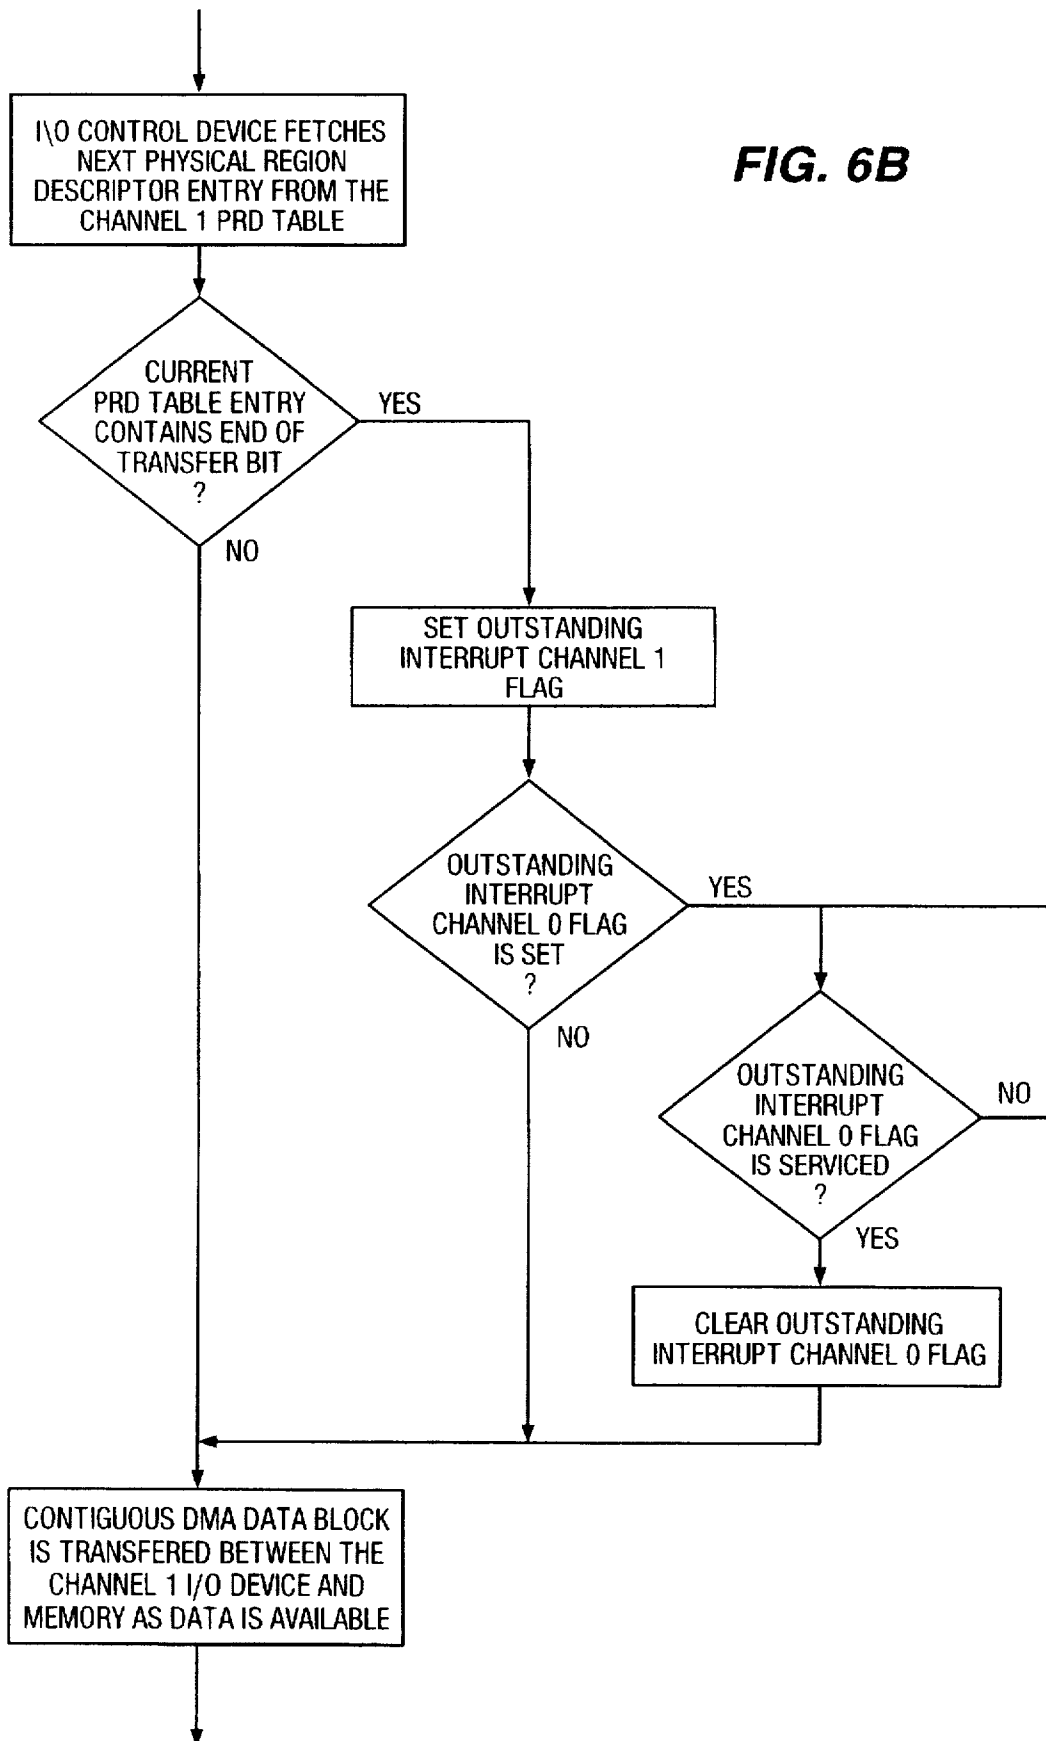 FIG. 6B
I\O CONTROL DEVICE FETCHES
NEXT PHYSICAL REGION
DESCRIPTOR ENTRY FROM THE
CHANNEL 1 PRD TABLE
CURRENT
PRD TABLE ENTRY
CONTAINS END OF
TRANSFER BIT
?
YES
NO
SET OUTSTANDING
INTERRUPT CHANNEL 1
FLAG
OUTSTANDING
INTERRUPT
CHANNEL 0 FLAG
IS SET
?
YES
NO
OUTSTANDING
INTERRUPT
CHANNEL 0 FLAG
IS SERVICED
?
NO
YES
CLEAR OUTSTANDING
INTERRUPT CHANNEL 0 FLAG
CONTIGUOUS DMA DATA BLOCK
IS TRANSFERED BETWEEN THE
CHANNEL 1 I/O DEVICE AND
MEMORY AS DATA IS AVAILABLE